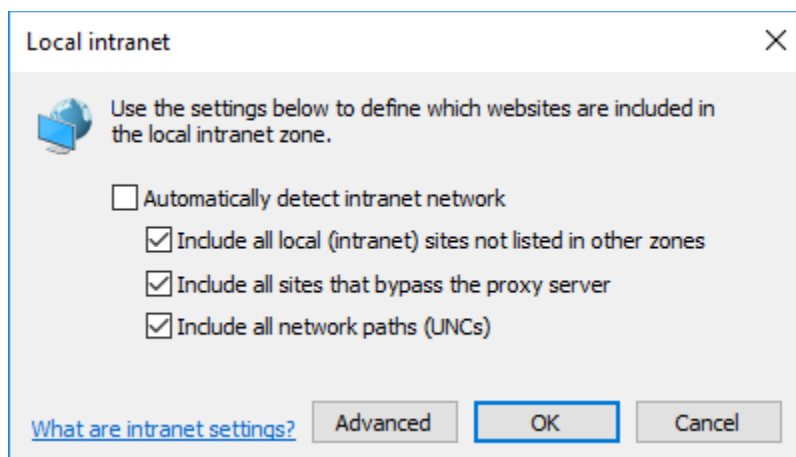 Local intranet
Use the settings below to define which websites are included in
the local intranet zone.
Automatically detect intranet network
Include all local (intranet) sites not listed in other zones
Include all sites that bypass the proxy server
Include all network paths (UNCs)
What are intranet settings? Advanced OK Cancel